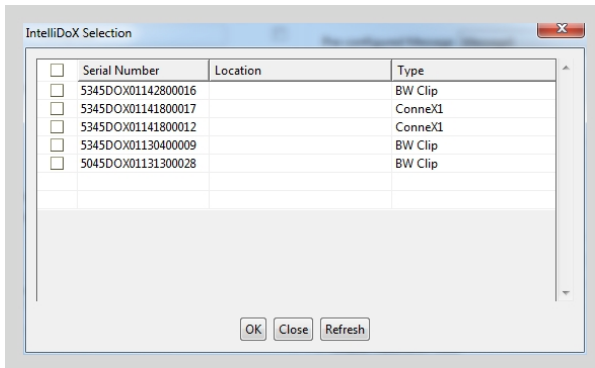 IntelliDoX Selection
Serial Number Location Type
5345DOX01142800016 BW Clip
5345DOX01141800017 ConneX1
5345DOX01141800012 ConneX1
5345DOX01130400009 BW Clip
5045DOX01131300028 BW Clip
OK Close Refresh